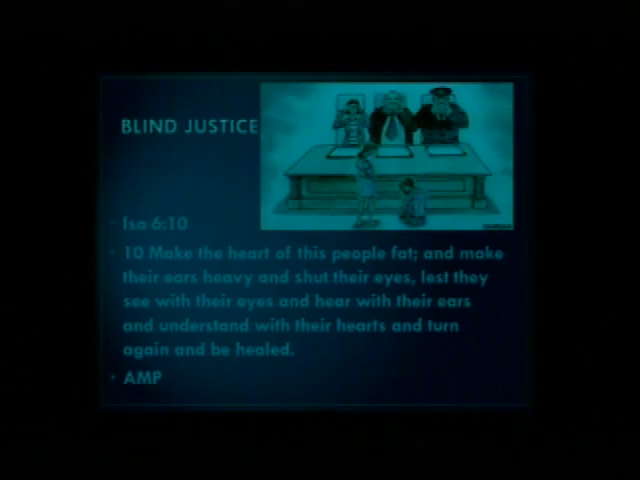 BLIND JUSTICE
• Isa 6:10
• 10 Make the heart of this people fat; and make
their ears heavy and shut their eyes, lest they
see with their eyes and hear with their ears
and understand with their hearts and turn
again and be healed.
• AMP